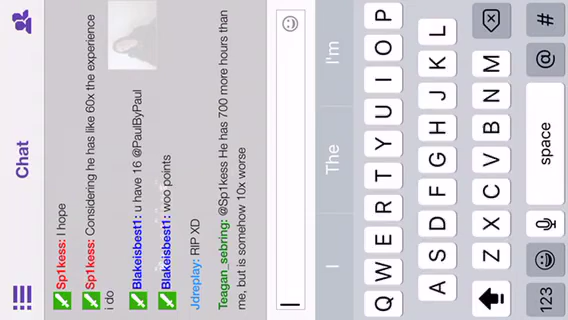 Chat
Sp1kess: I hope
Sp1kess: Considering he has like 60x the experience
i do
Blakeisbest1: u have 16 @PaulByPaul
Blakeisbest1: woo points
Jdreplay: RIP XD
Teagan_sebring: @Sp1kess He has 700 more hours than
me, but is somehow 10x worse
I The I'm
Q W E R T Y U I O P
A S D F G H J K L
Z X C V B N M
123 space @ #